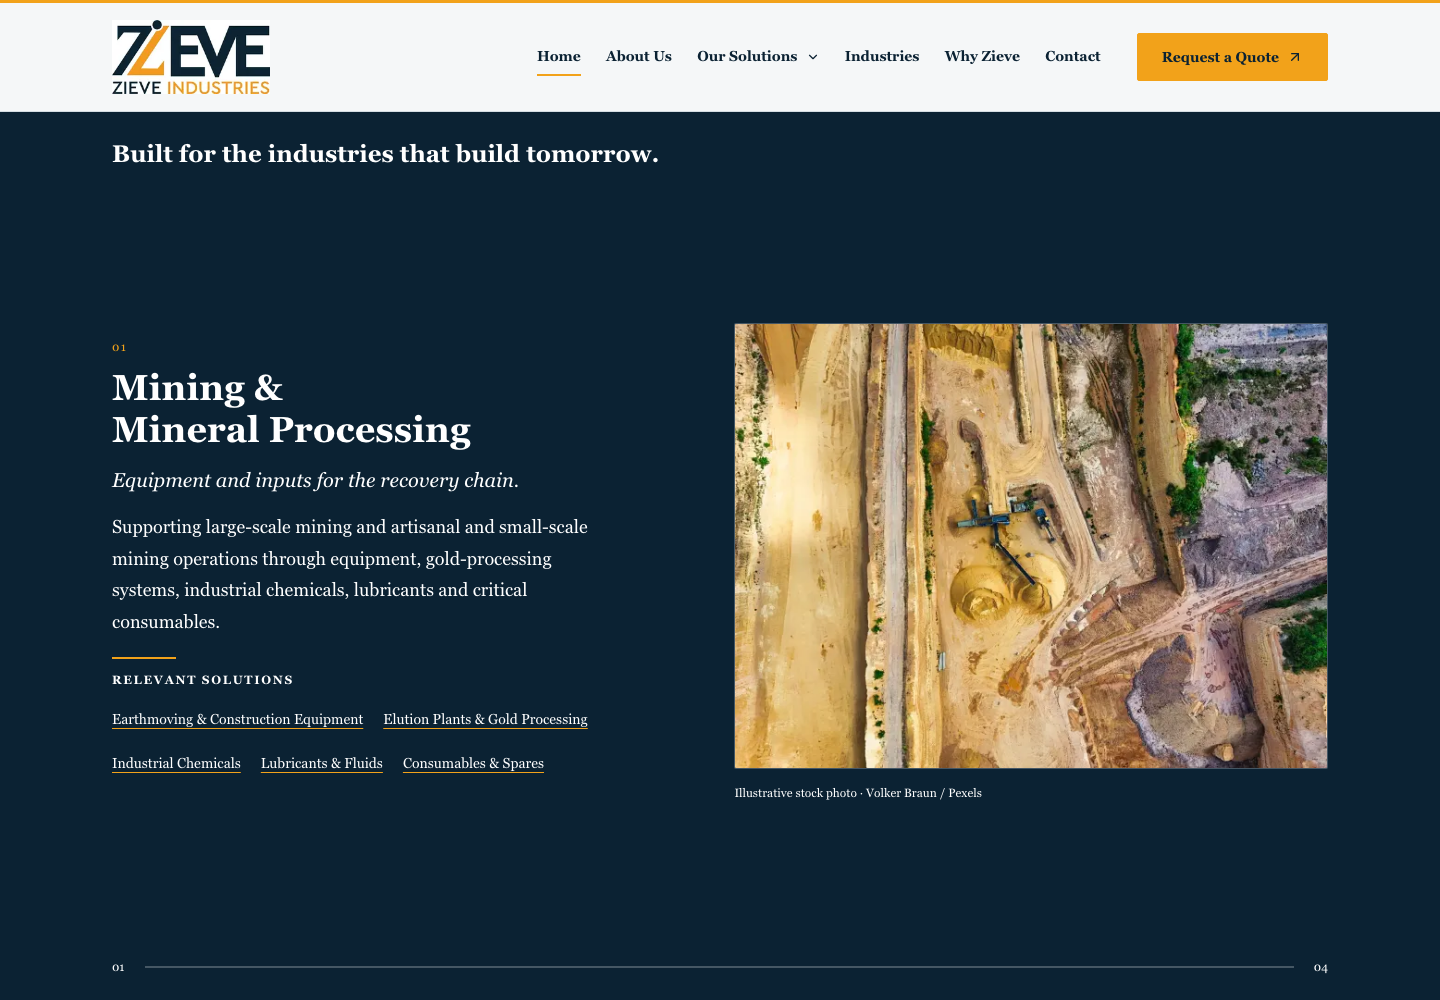 ZIEVE
ZIEVE INDUSTRIES
Home
About Us
Our Solutions
Industries
Why Zieve
Contact
Request a Quote
Built for the industries that build tomorrow.
01
Mining &
Mineral Processing
Equipment and inputs for the recovery chain.
Supporting large-scale mining and artisanal and small-scale
mining operations through equipment, gold-processing
systems, industrial chemicals, lubricants and critical
consumables.
RELEVANT SOLUTIONS
Earthmoving & Construction Equipment
Elution Plants & Gold Processing
Industrial Chemicals
Lubricants & Fluids
Consumables & Spares
Illustrative stock photo · Volker Braun / Pexels
01
04